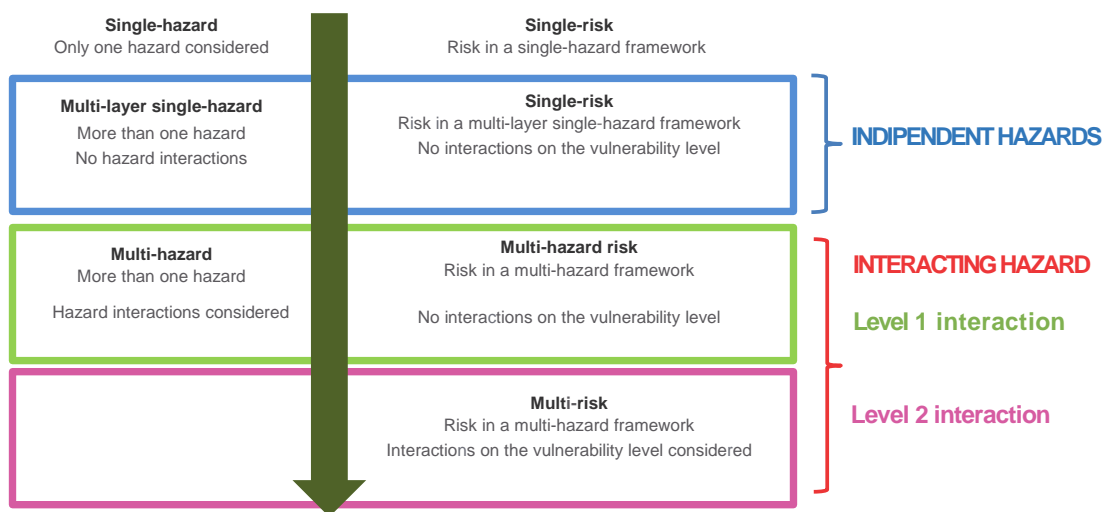 Single-hazard
Only one hazard considered
Single-risk
Risk in a single-hazard framework
Multi-layer single-hazard
More than one hazard
No hazard interactions
Single-risk
Risk in a multi-layer single-hazard framework
No interactions on the vulnerability level
INDIPENDENT HAZARDS
Multi-hazard
More than one hazard
Hazard interactions considered
Multi-hazard risk
Risk in a multi-hazard framework
No interactions on the vulnerability level
INTERACTING HAZARD
Level 1 interaction
Multi-risk
Risk in a multi-hazard framework
Interactions on the vulnerability level considered
Level 2 interaction